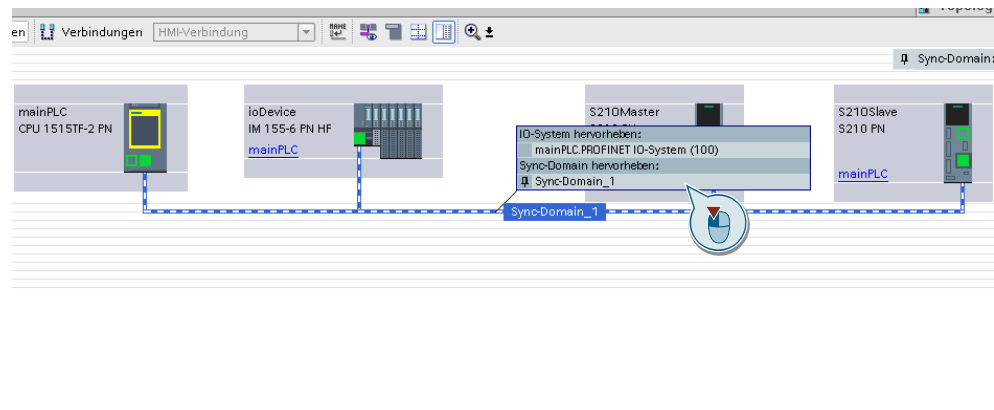 Topolog
en
Verbindungen
HMI-Verbindung
NAME
Sync-Domain:
mainPLC
CPU 1515TF-2 PN
ioDevice
IM 155-6 PN HF
mainPLC
S210Master
S210Slave
S210 PN
mainPLC
IO-System hervorheben:
mainPLC.PROFINET IO-System (100)
Sync-Domain hervorheben:
Sync-Domain_1
Sync-Domain_1